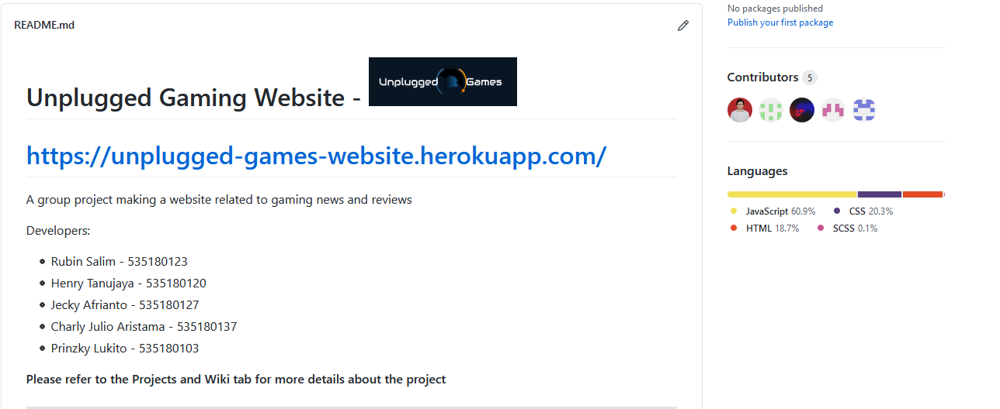 README.md
Unplugged Gaming Website -
Unplugged Games
https://unplugged-games-website.herokuapp.com/
A group project making a website related to gaming news and reviews
Developers:
Rubin Salim - 535180123
Henry Tanujaya - 535180120
Jecky Afrianto - 535180127
Charly Julio Aristama - 535180137
Prinzky Lukito - 535180103
Please refer to the Projects and Wiki tab for more details about the project
No packages published
Publish your first package
Contributors 5
Languages
JavaScript 60.9% CSS 20.3%
HTML 18.7% SCSS 0.1%